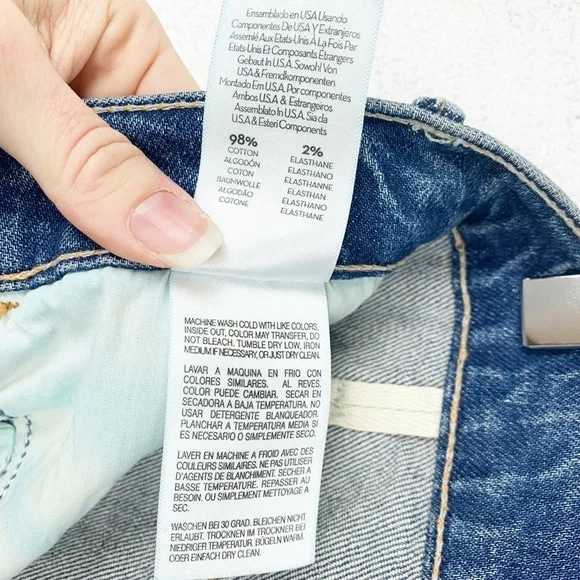 Ensamblado en USA Usando
Componentes De USA Y Extranjeros
Assemlé Aux Etats-Unis À La Fois Par
Etats-Unis Et Composants Étrangers
Gebaut In U.S.A. Sowohl Von
USA & Fremdkomponenten
Montado Em U.S.A. Por Componentes
Ambos U.S.A & Estrangeiros
Assemblato In U.S.A. Sia da
U.S.A & Esteri Components
98% 2%
COTTON ELASTHANE
ALGODÓN ELASTHANO
COTON ELASTHANNE
BAUMWOLLE ELASTHAN
ALGODÃO ELASTHANO
COTONE ELASTHANE
MACHINE WASH COLD WITH LIKE COLORS,
INSIDE OUT, COLOR MAY TRANSFER, DO
NOT BLEACH. TUMBLE DRY LOW, IRON
MEDIUM IF NECESSARY, OR JUST DRY CLEAN.
LAVAR A MAQUINA EN FRIO CON
COLORES SIMILARES. AL REVES.
COLOR PUEDE CAMBIAR. SECAR EN
SECADORA A BAJA TEMPERATURA. NO
USAR DETERGENTE BLANQUEADOR.
PLANCHAR A TEMPERATURA MEDIA SI
ES NECESARIO O SIMPLEMENTE SECO.
LAVER EN MACHINE A FROID AVEC DES
COULEURS SIMILAIRES. NE PAS UTILISER
D'AGENTS DE BLANCHIMENT. SECHER A
BASSE TEMPERATURE. REPASSER AU
BESOIN. OU SIMPLEMENT METTOYAGE A
SEC.
WASCHEN BEI 30 GRAD. BLEICHEN NICHT
ERLAUBT. TROCKNEN IM TROCKNER BEI
NIEDRIGER TEMPERATUR. BÜGELN WARM.
ODER EINFACH DRY CLEAN.